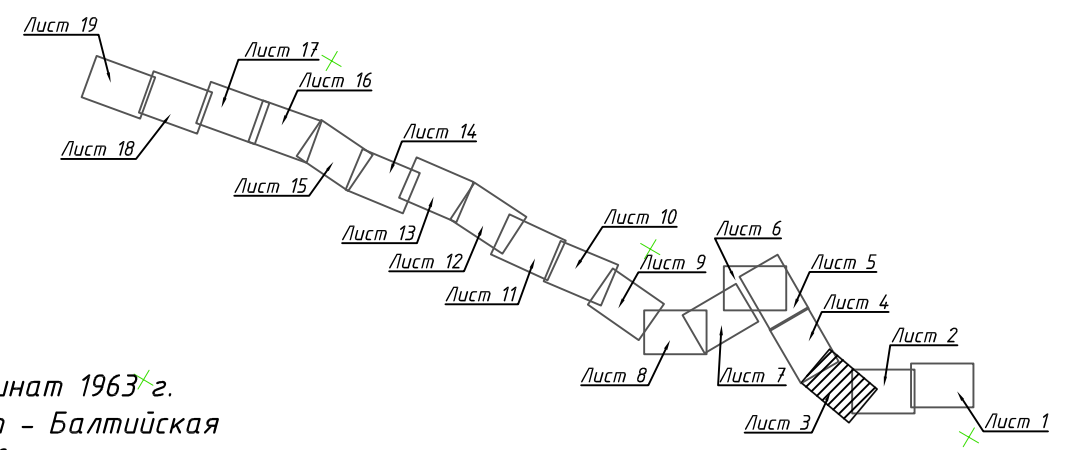 Лист 19
Лист 17
Лист 16
Лист 14
Лист 18
Лист 15
Лист 13
Лист 12
Лист 11
Лист 10
Лист 9
Лист 6
Лист 5
Лист 4
Лист 2
Лист 8
Лист 7
Лист 3
Лист 1
1963 г.
– Балтийская